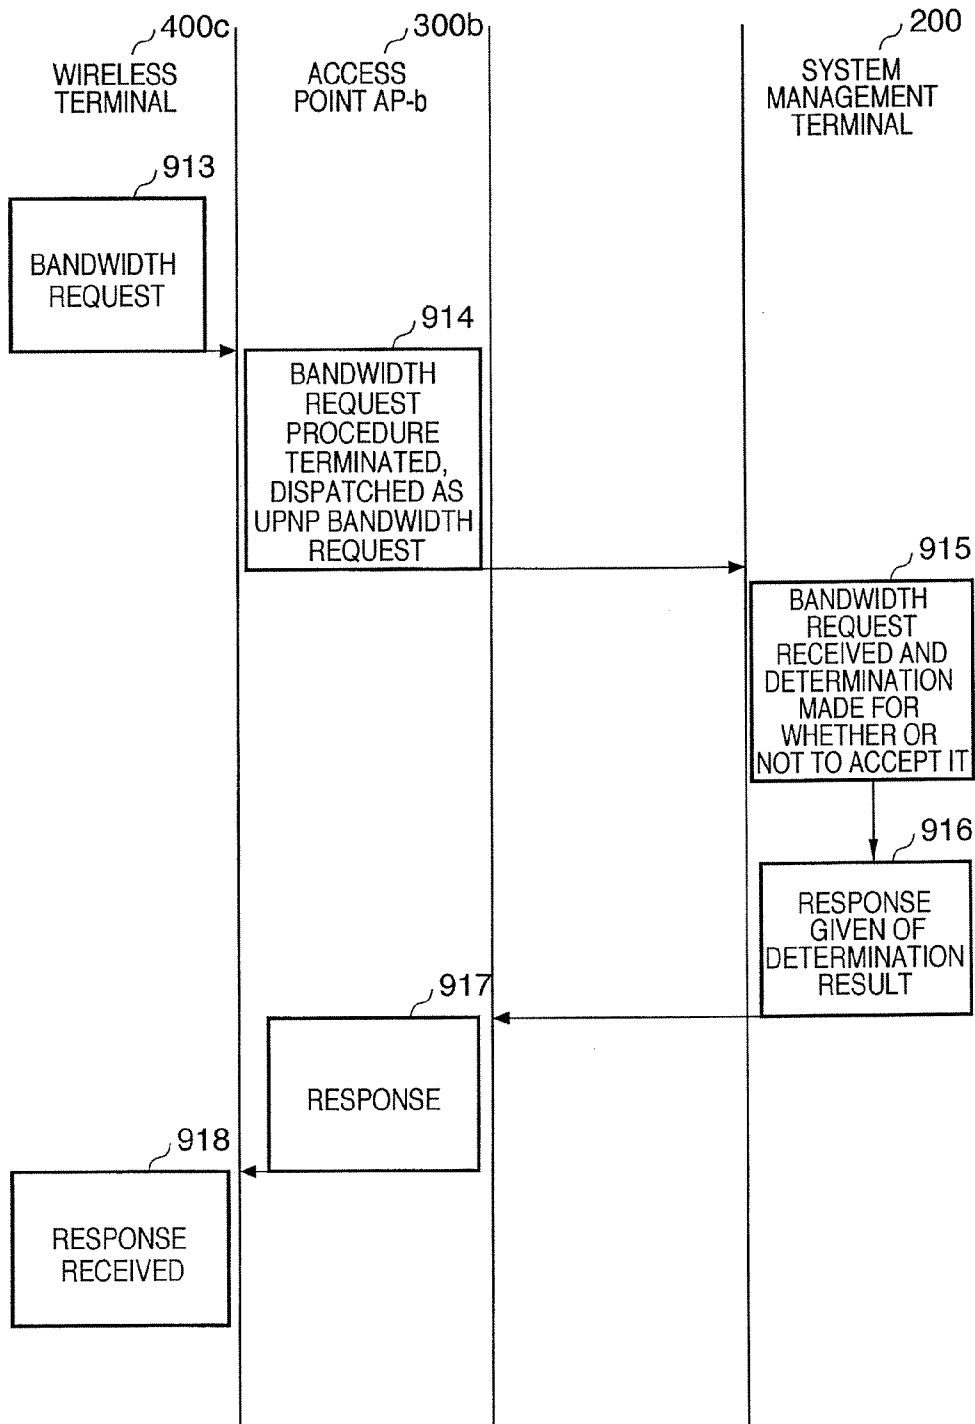 400c
300b
200
WIRELESS
TERMINAL
ACCESS
POINT AP-b
SYSTEM
MANAGEMENT
TERMINAL
913
BANDWIDTH
REQUEST
914
BANDWIDTH
REQUEST
PROCEDURE
TERMINATED,
DISPATCHED AS
UPNP BANDWIDTH
REQUEST
915
BANDWIDTH
REQUEST
RECEIVED AND
DETERMINATION
MADE FOR
WHETHER OR
NOT TO ACCEPT IT
916
RESPONSE
GIVEN OF
DETERMINATION
RESULT
917
RESPONSE
918
RESPONSE
RECEIVED